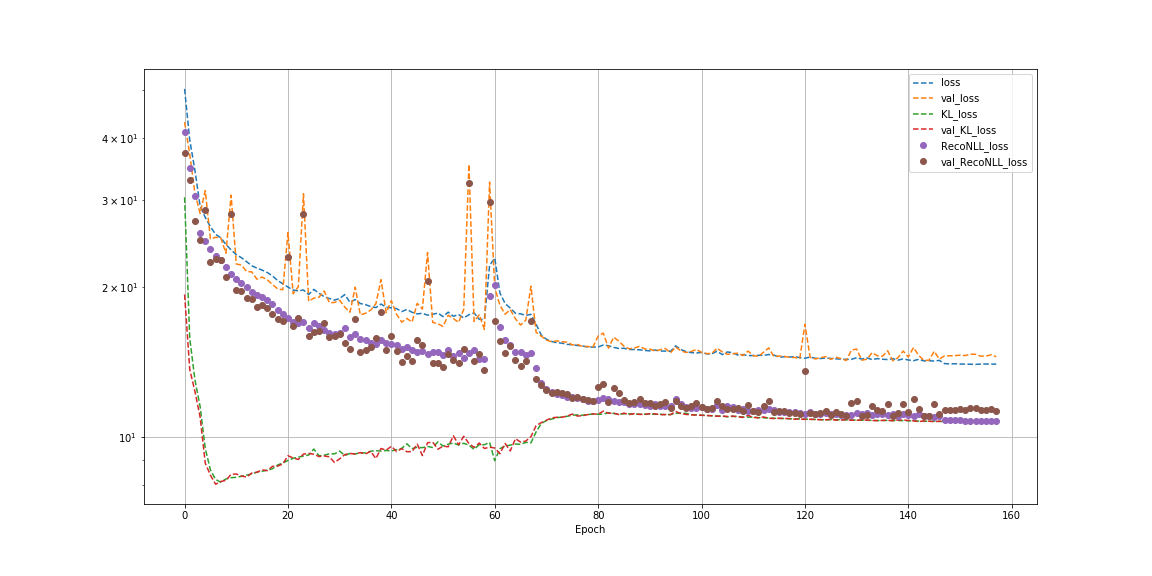 4 × 10¹
3 × 10¹
2 × 10¹
10¹
loss
val_loss
KL_loss
val_KL_loss
RecoNLL_loss
val_RecoNLL_loss
0 20 40 60 80 100 120 140 160
Epoch